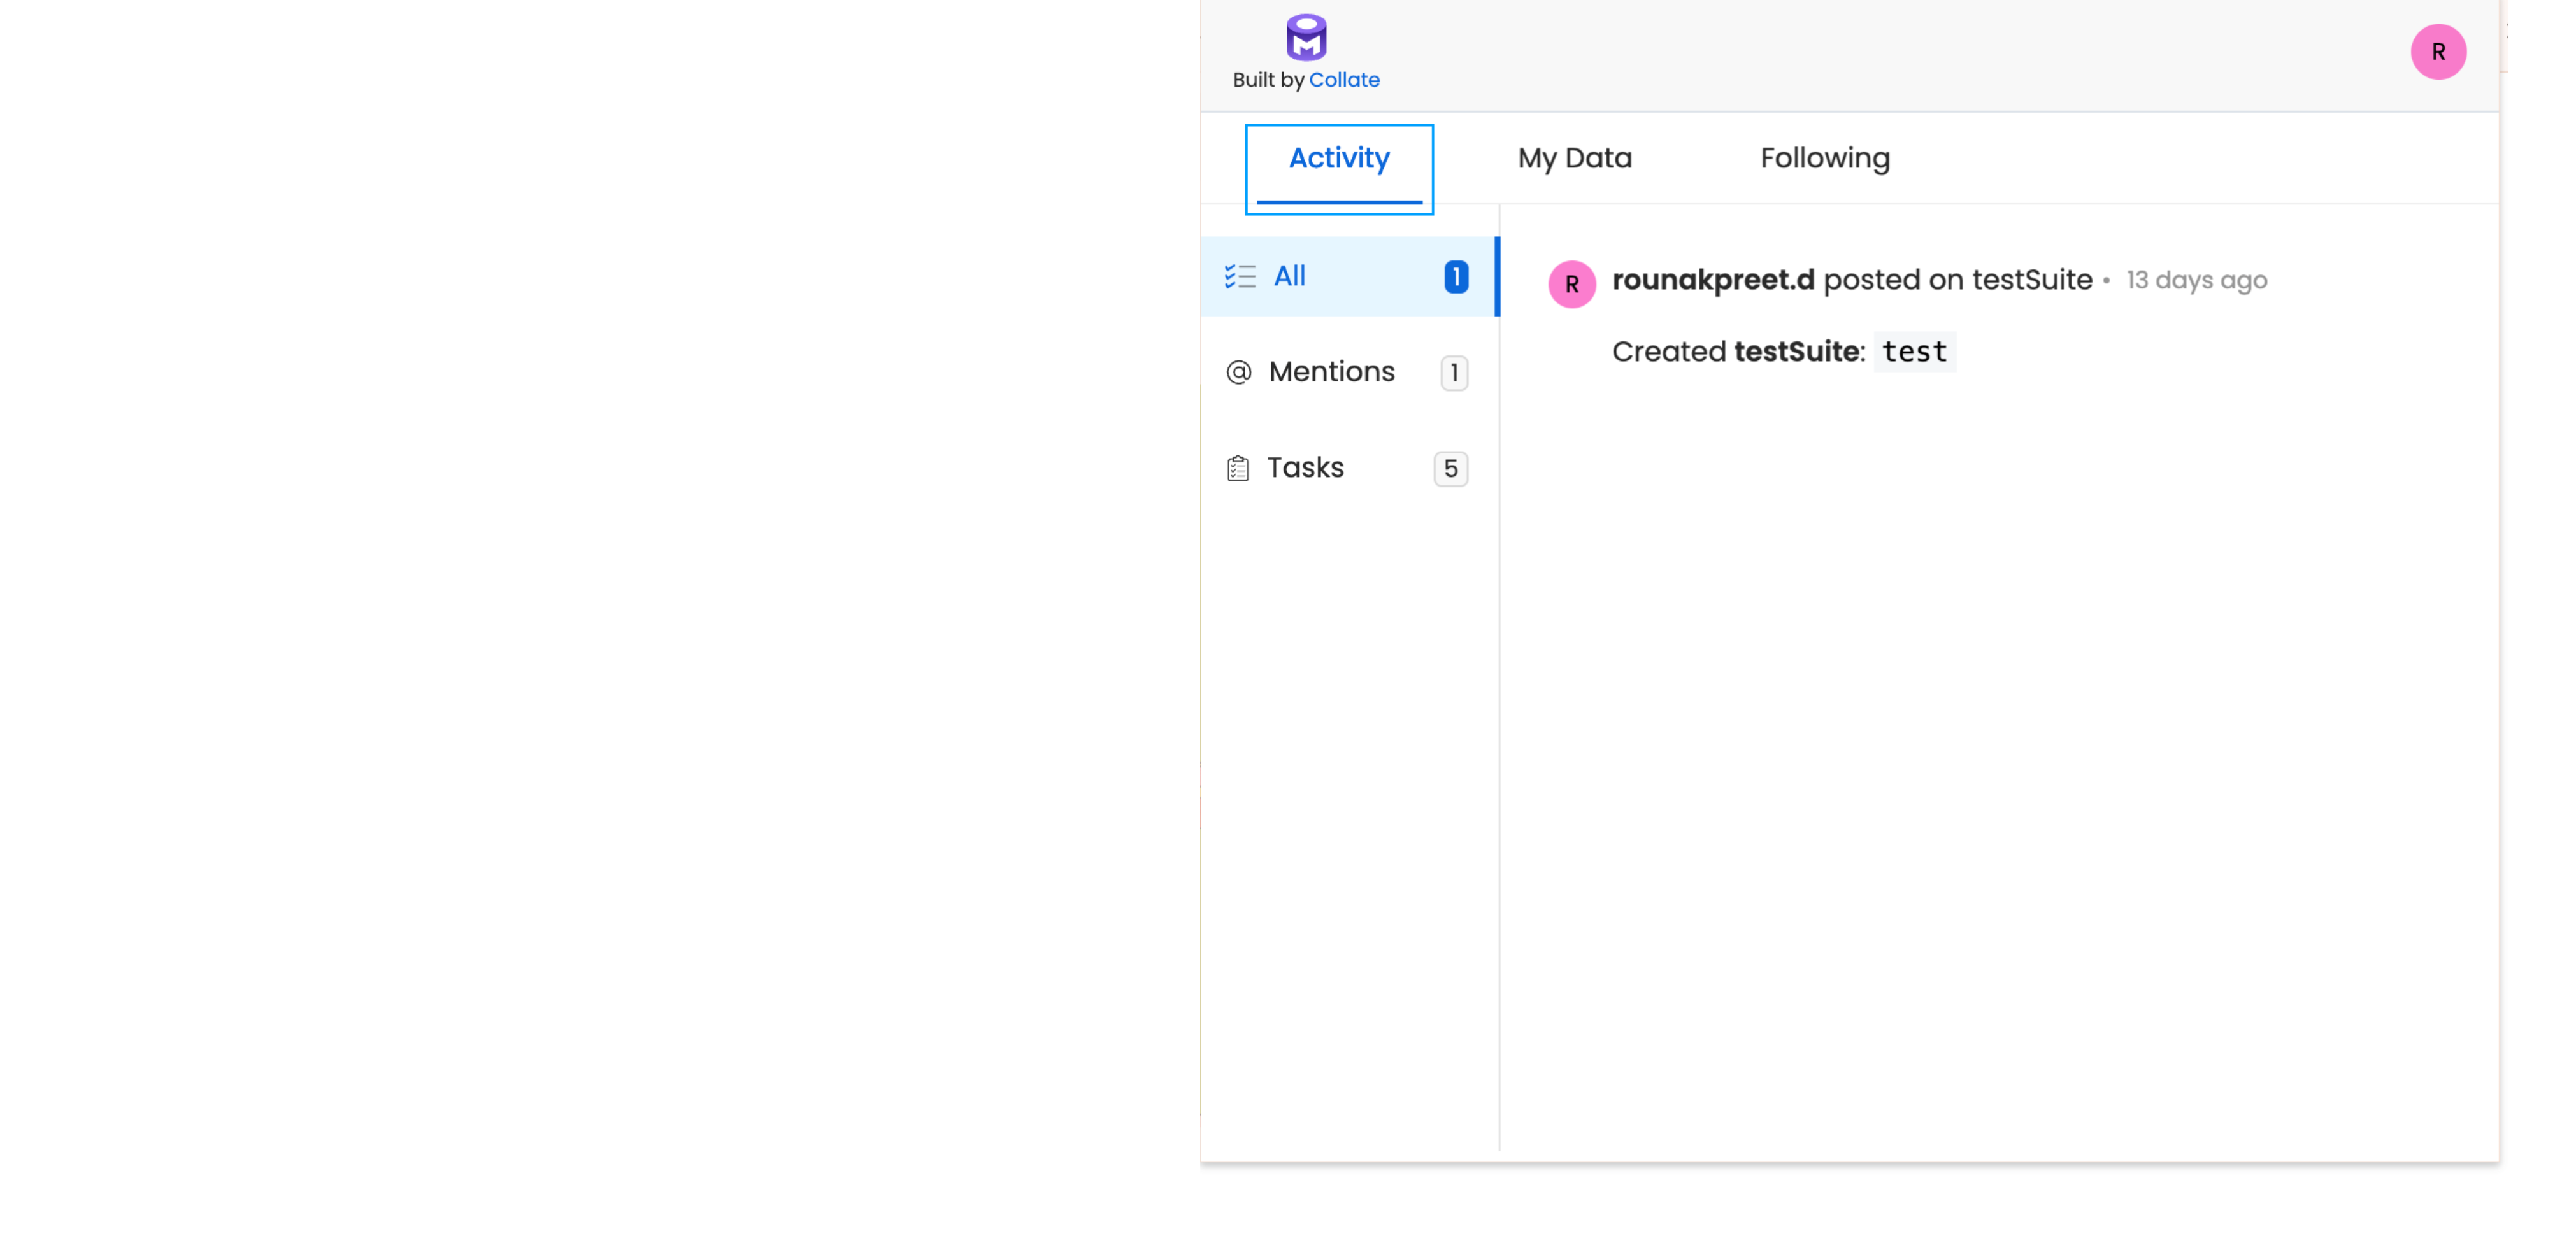 Built by Collate
R
Activity
My Data
Following
All
1
Mentions
1
Tasks
5
R
rounakpreet.d posted on testSuite • 13 days ago
Created testSuite: test